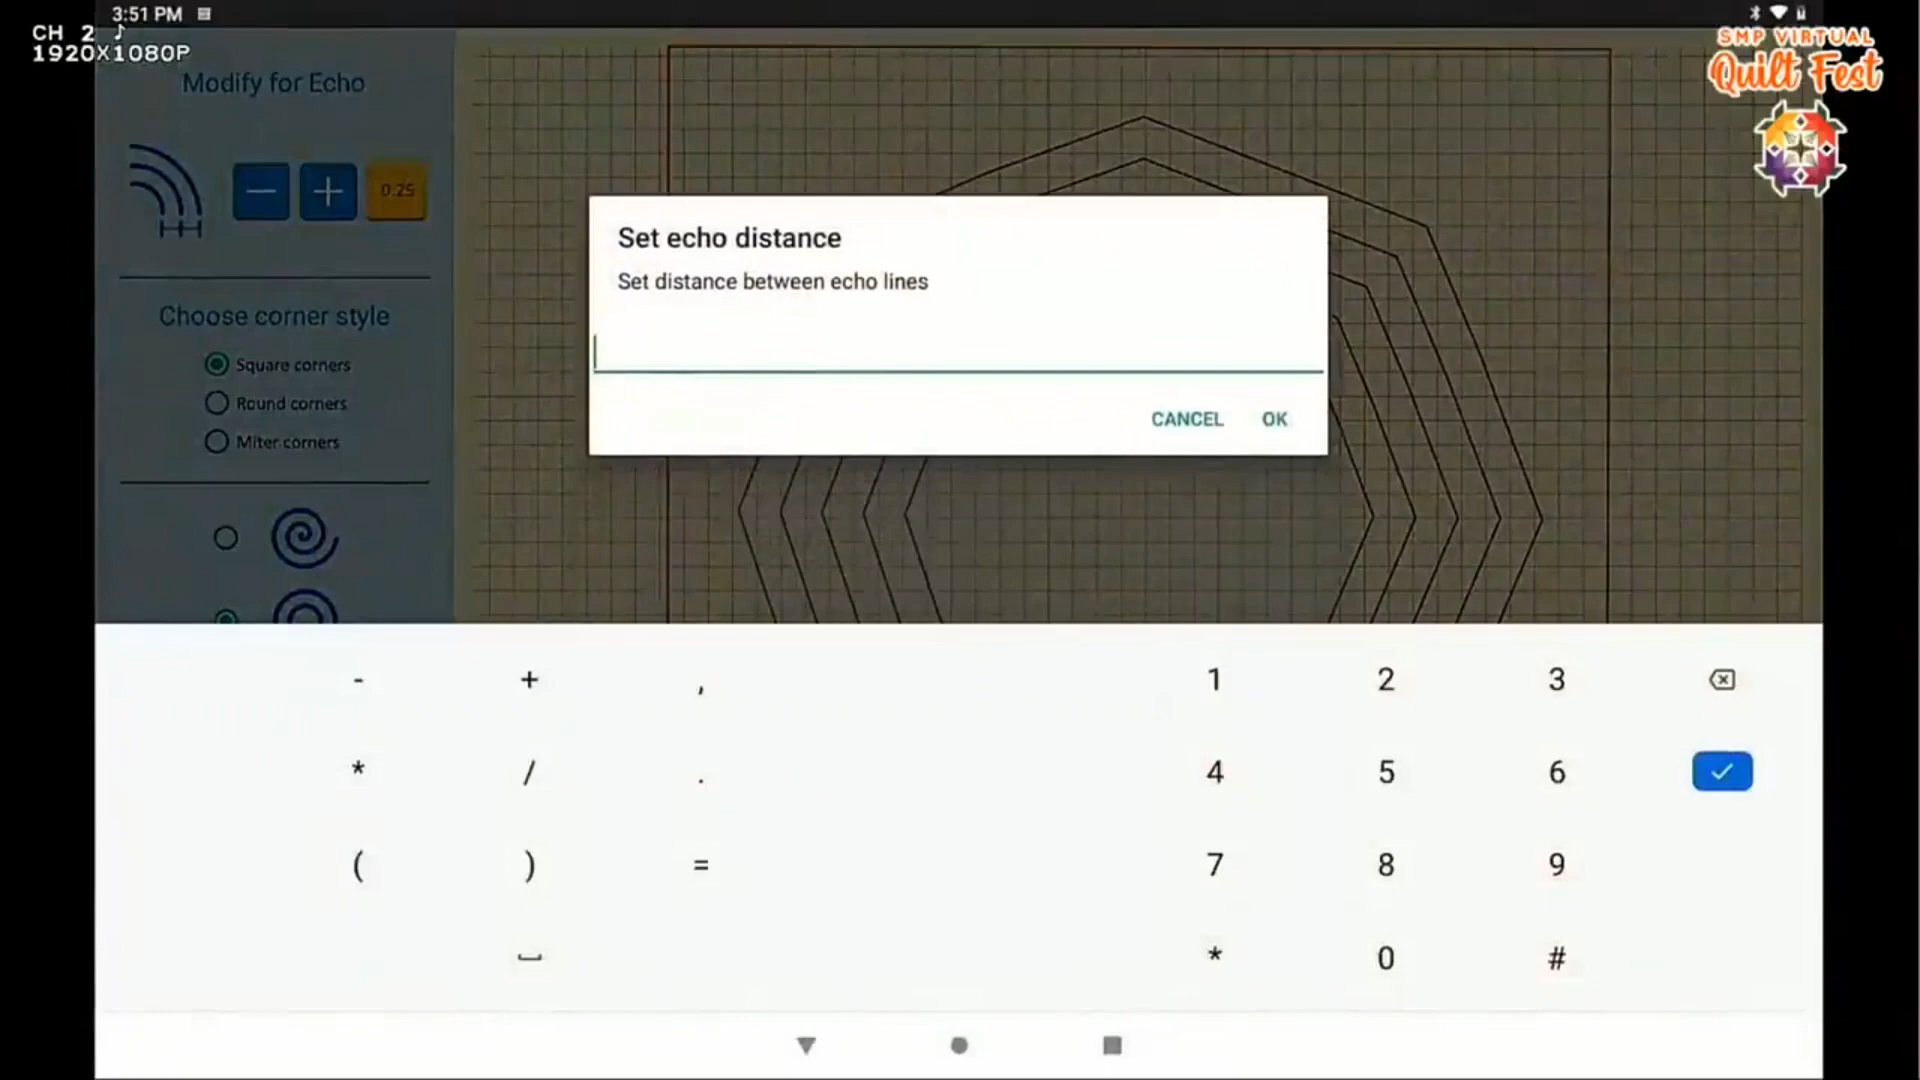 3:51 PM
CH 2
1920X1080P
SMP VIRTUAL
Quilt Fest
Modify for Echo
0.25
Choose corner style
Square corners
Round corners
Miter corners
Set echo distance
Set distance between echo lines
CANCEL OK
- + , 1 2 3
* / . 4 5 6
( ) = 7 8 9
* 0 #